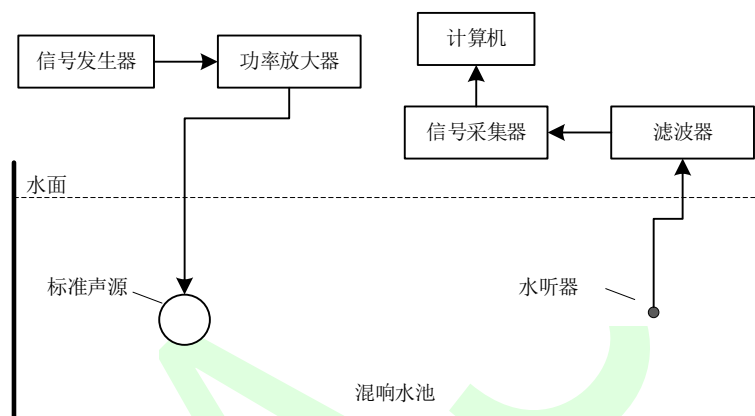 计算机
信号发生器
功率放大器
信号采集器
滤波器
水面
标准声源
水听器
混响水池